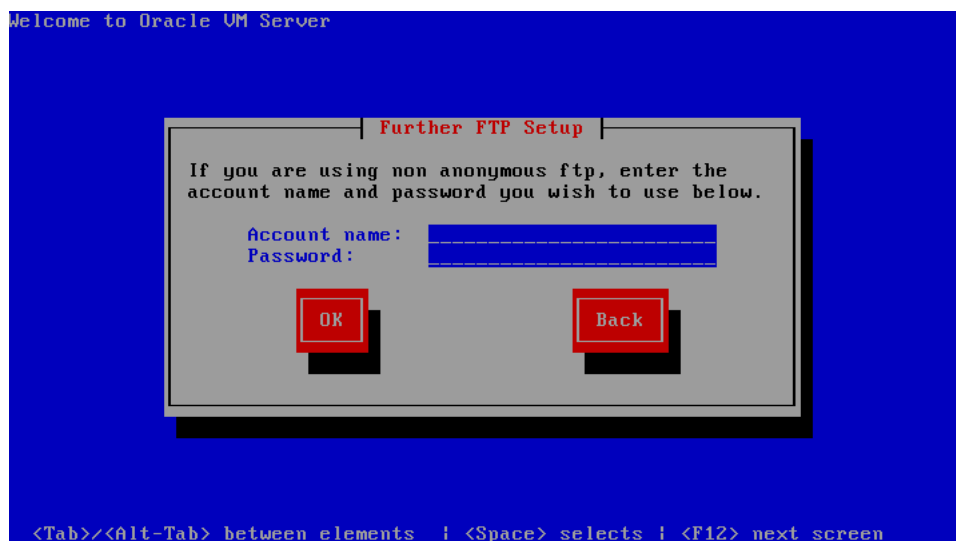 Welcome to Oracle VM Server
Further FTP Setup
If you are using non anonymous ftp, enter the
account name and password you wish to use below.
Account name:
Password:
OK Back
<Tab>/<Alt-Tab> between elements | <Space> selects | <F12> next screen